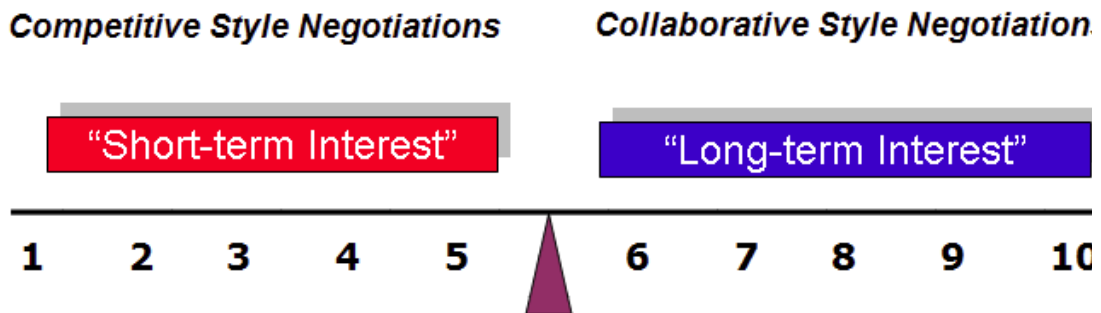 Competitive Style Negotiations
Collaborative Style Negotiation
“Short-term Interest”
“Long-term Interest”
1 2 3 4 5 6 7 8 9 10